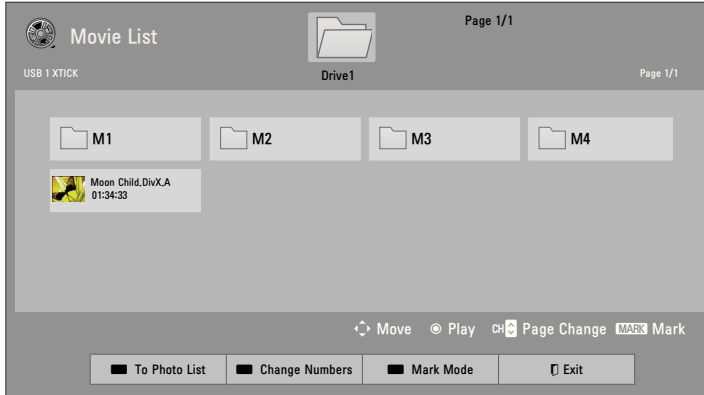 Page 1/1
Movie List
USB 1 XTICK
Drive1
Page 1/1
M1
M2
M3
M4
Moon Child,DivX,A
01:34:33
Move
Play
CH Page Change
MARK Mark
To Photo List
Change Numbers
Mark Mode
Exit